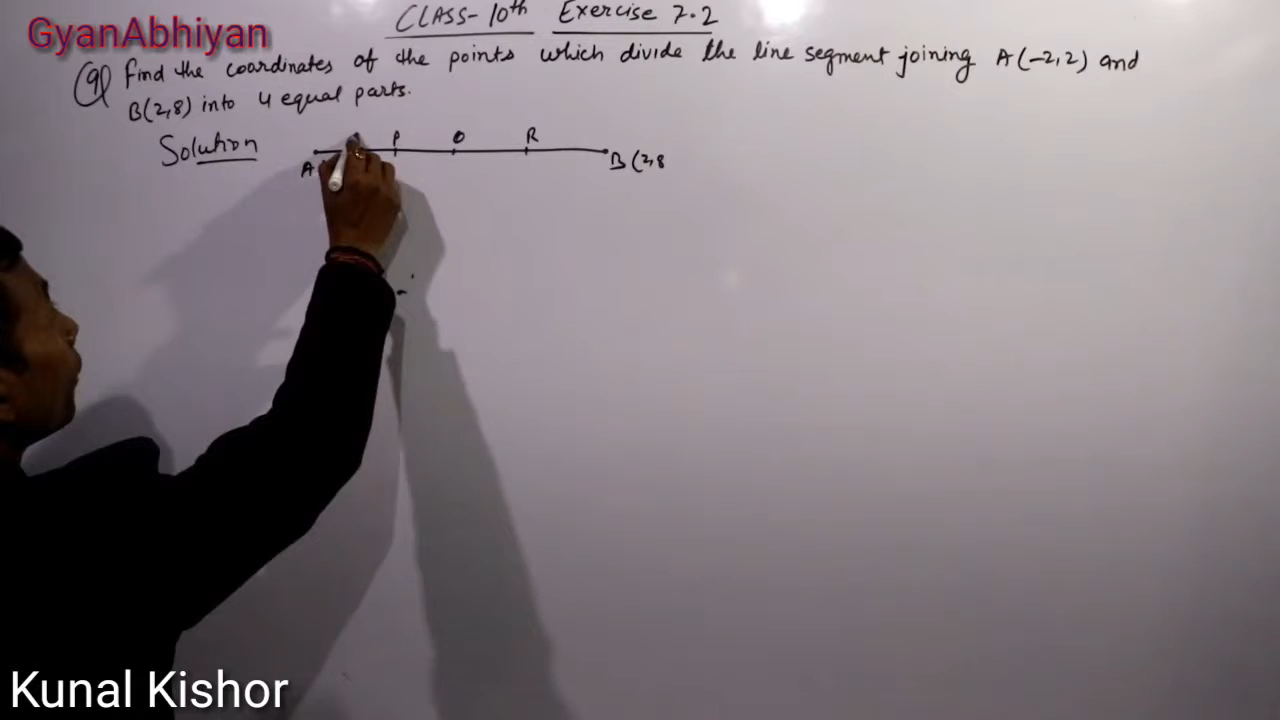 GyanAbhiyan
CLASS-10th Exercise 7.2
(9) find the coordinates of the points which divide the line segment joining A(-2,2) and
B(2,8) into 4 equal parts.
Solution
P Q R
A B(2,8
Kunal Kishor